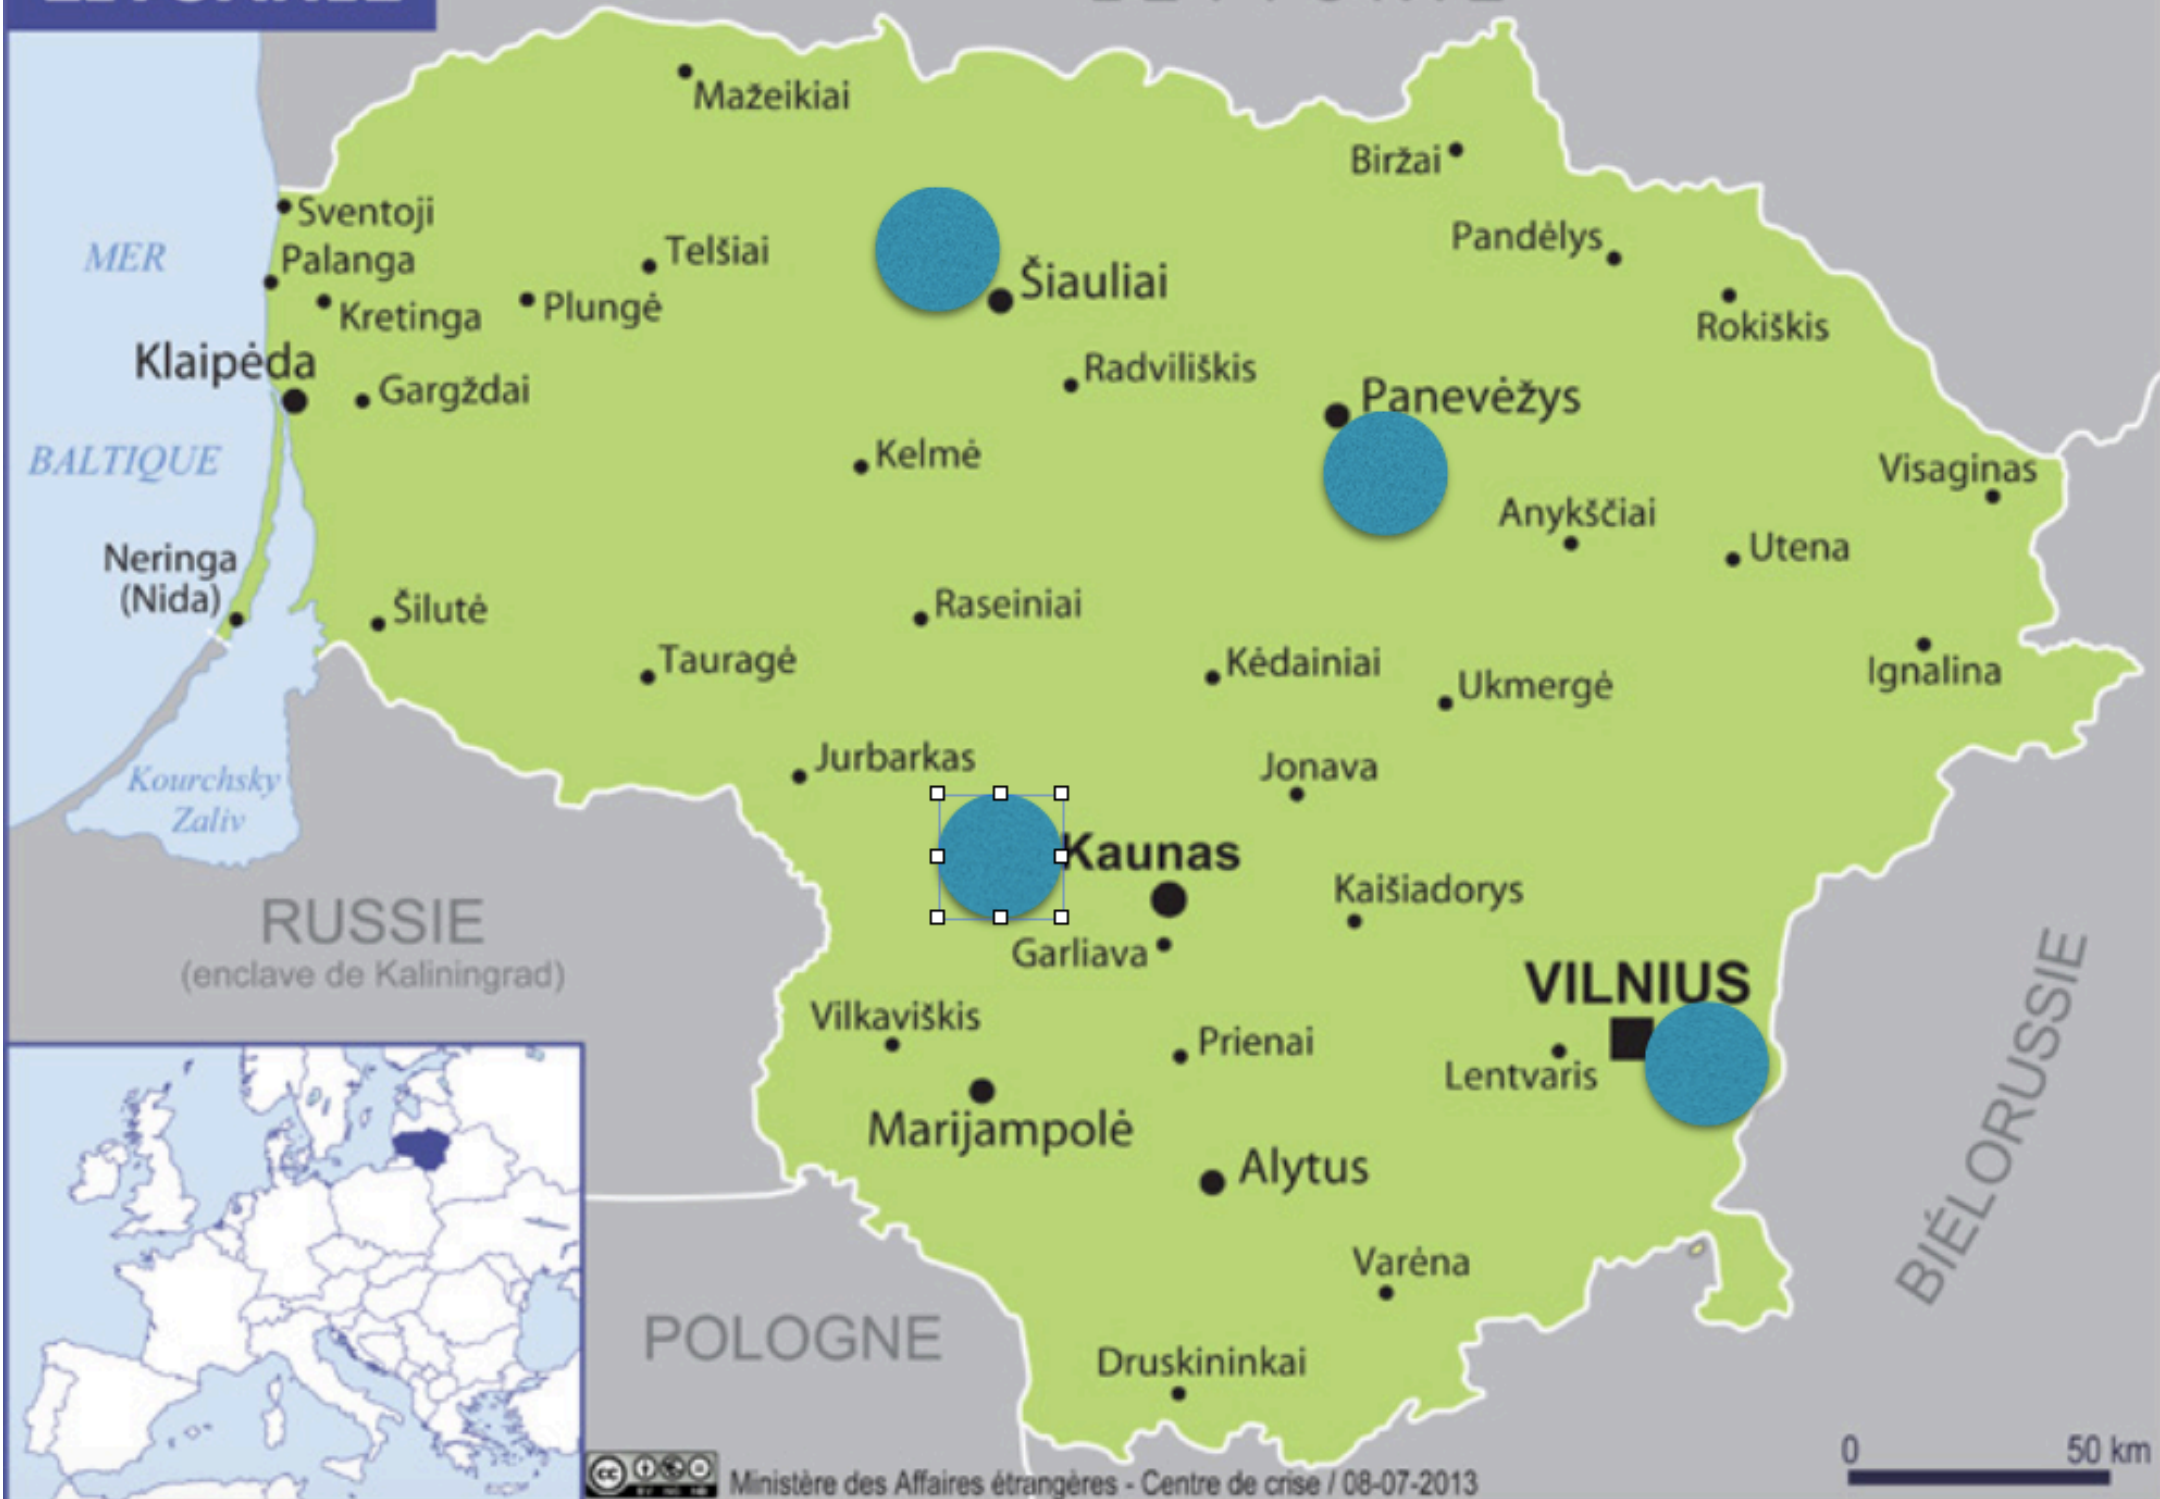 Mažeikiai
Biržai
Sventoji
Pandėlys
MER
Telšiai
Palanga
Šiauliai
Kretinga
Plungė
Rokiškis
Klaipėda
Gargždai
Radviliškis
Panevėžys
BALTIQUE
Kelmė
Visaginas
Anykščiai
Utena
Neringa
(Nida)
Šilutė
Raseiniai
Tauragė
Kėdainiai
Ukmergė
Ignalina
Jurbarkas
Jonava
Kourchsky
Zaliv
Kaunas
Kaišiadorys
RUSSIE
(enclave de Kaliningrad)
Garliava
VILNIUS
BIÉLORUSSIE
Vilkaviškis
Prienai
Lentvaris
Marijampolė
Alytus
Varėna
POLOGNE
Druskininkai
0 50 km
cc
Ministère des Affaires étrangères - Centre de crise / 08-07-2013